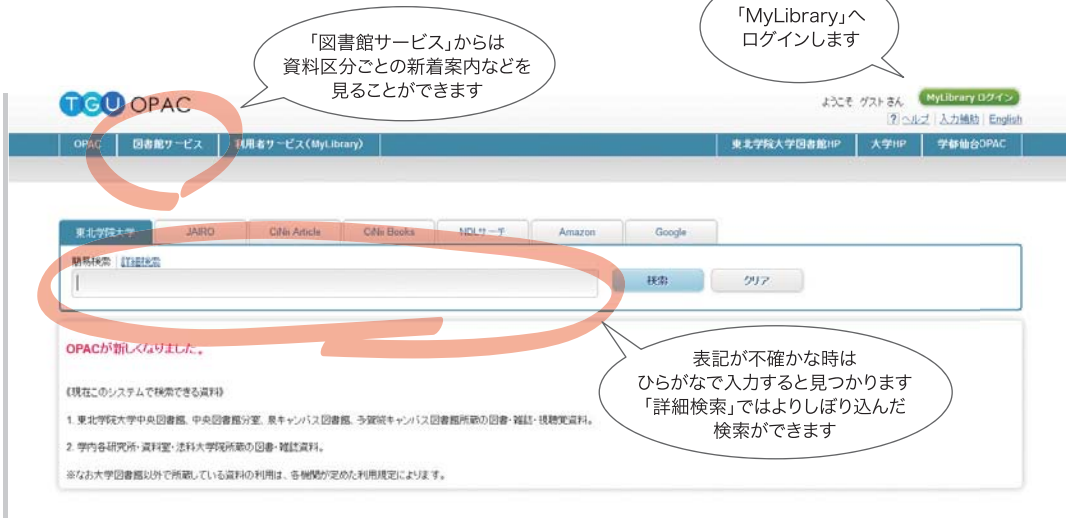 「MyLibrary」へ
ログインします
「図書館サービス」からは
資料区分ごとの新着案内などを
見ることができます
TGU OPAC
ようこそ ゲスト さん MyLibrary ログイン
? ヘルプ 入力補助 English
OPAC 図書館サービス 利用者サービス(MyLibrary) 東北学院大学図書館HP 大学HP 学都仙台OPAC
東北学院大学 JAIRO CiNii Article CiNii Books NDLサーチ Amazon Google
簡易検索 詳細検索
検索 クリア
OPACが新しくなりました。
表記が不確かな時は
ひらがなで入力すると見つかります
「詳細検索」ではよりしぼり込んだ
検索ができます
《現在このシステムで検索できる資料》
1. 東北学院大学中央図書館、中央図書館分室、泉キャンパス図書館、多賀城キャンパス図書館所蔵の図書・雑誌・視聴覚資料。
2. 学内各研究所・資料室・法科大学院所蔵の図書・雑誌資料。
※なお大学図書館以外で所蔵している資料の利用は、各機関が定めた利用規定によります。